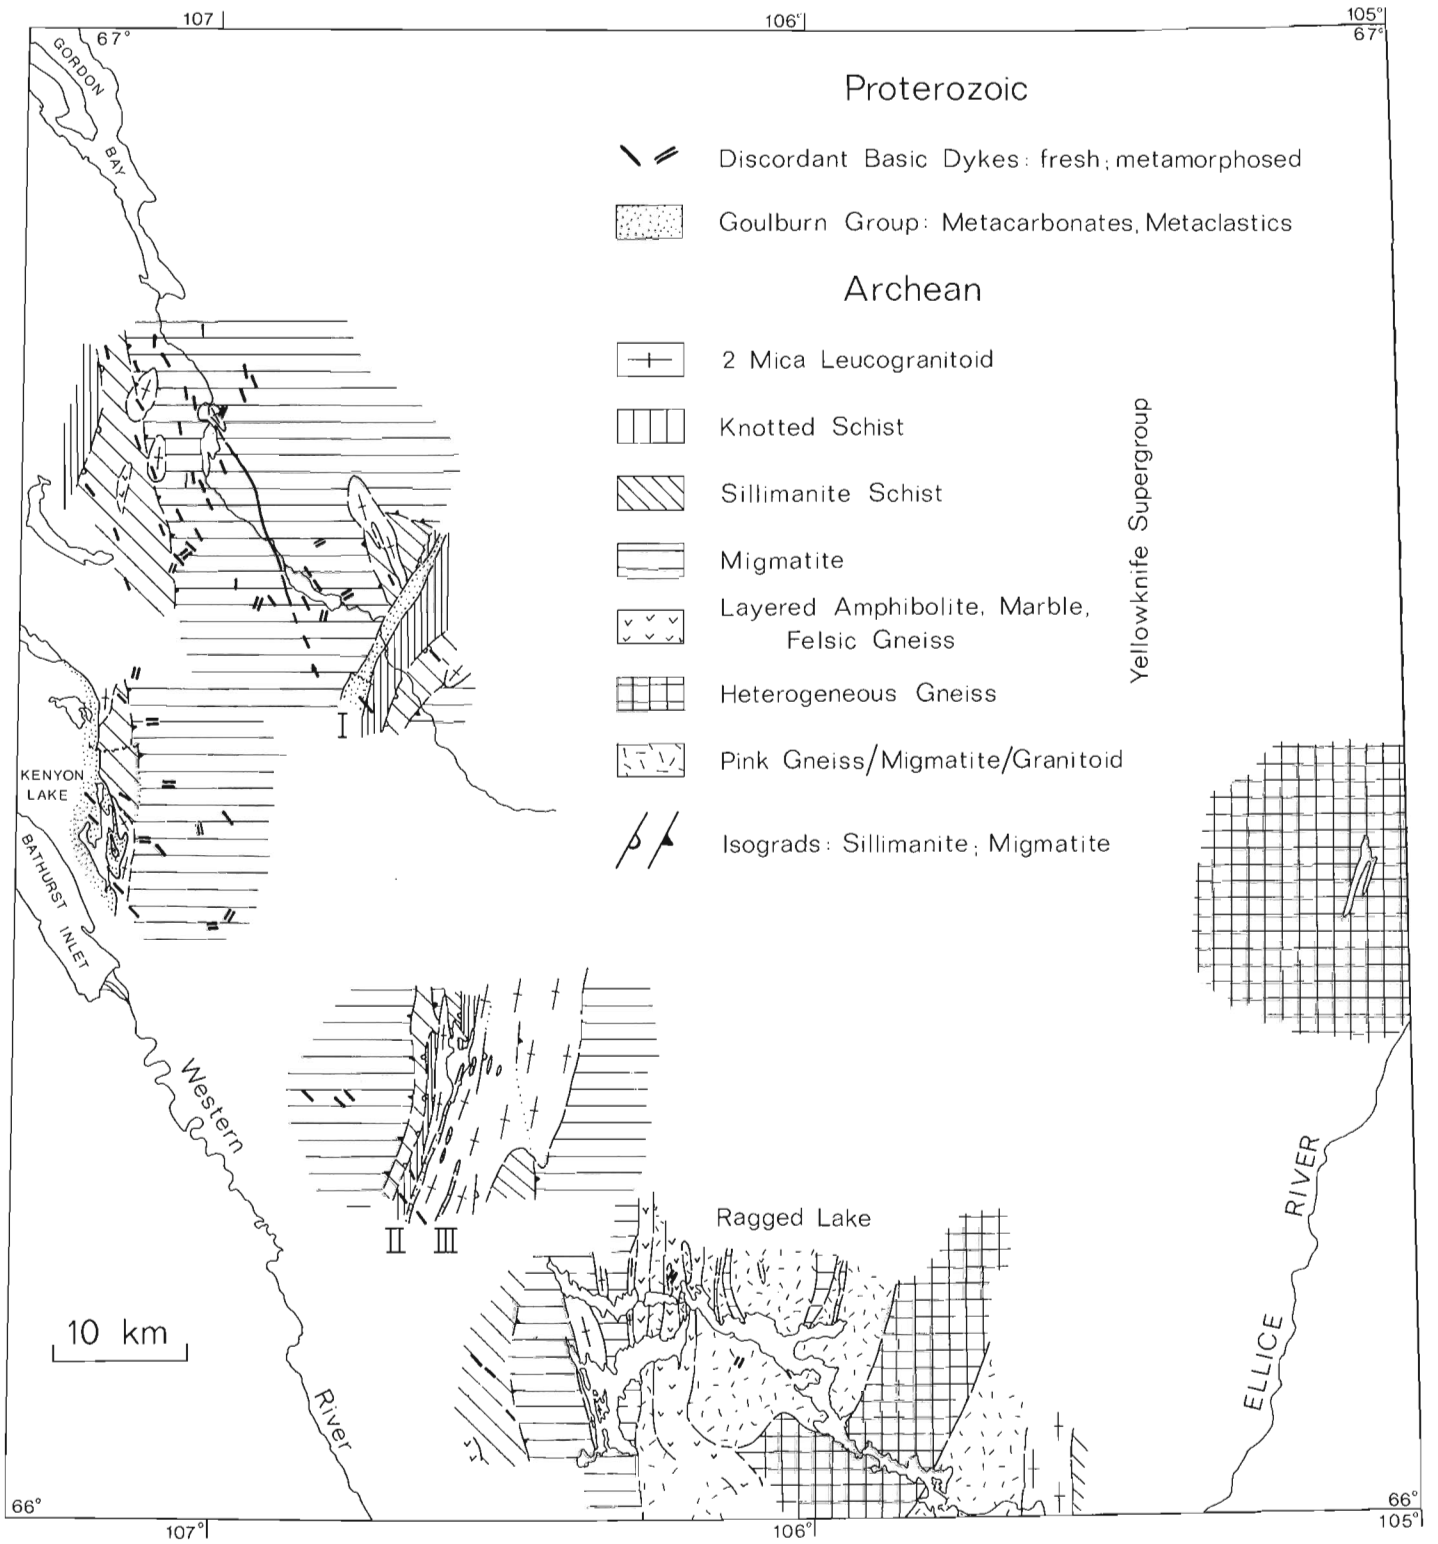 107
106°
105°
67°
67°
GORDON
BAY
Proterozoic
Discordant Basic Dykes: fresh; metamorphosed
Goulburn Group: Metacarbonates, Metaclastics
Archean
2 Mica Leucogranitoid
Knotted Schist
Sillimanite Schist
Migmatite
Layered Amphibolite, Marble,
Felsic Gneiss
Heterogeneous Gneiss
Pink Gneiss/Migmatite/Granitoid
Isograds: Sillimanite; Migmatite
Yellowknife Supergroup
I
KENYON
LAKE
BATHURST
INLET
Western
River
II
III
Ragged Lake
ELLICE
RIVER
10 km
66°
66°
107°
106°
105°